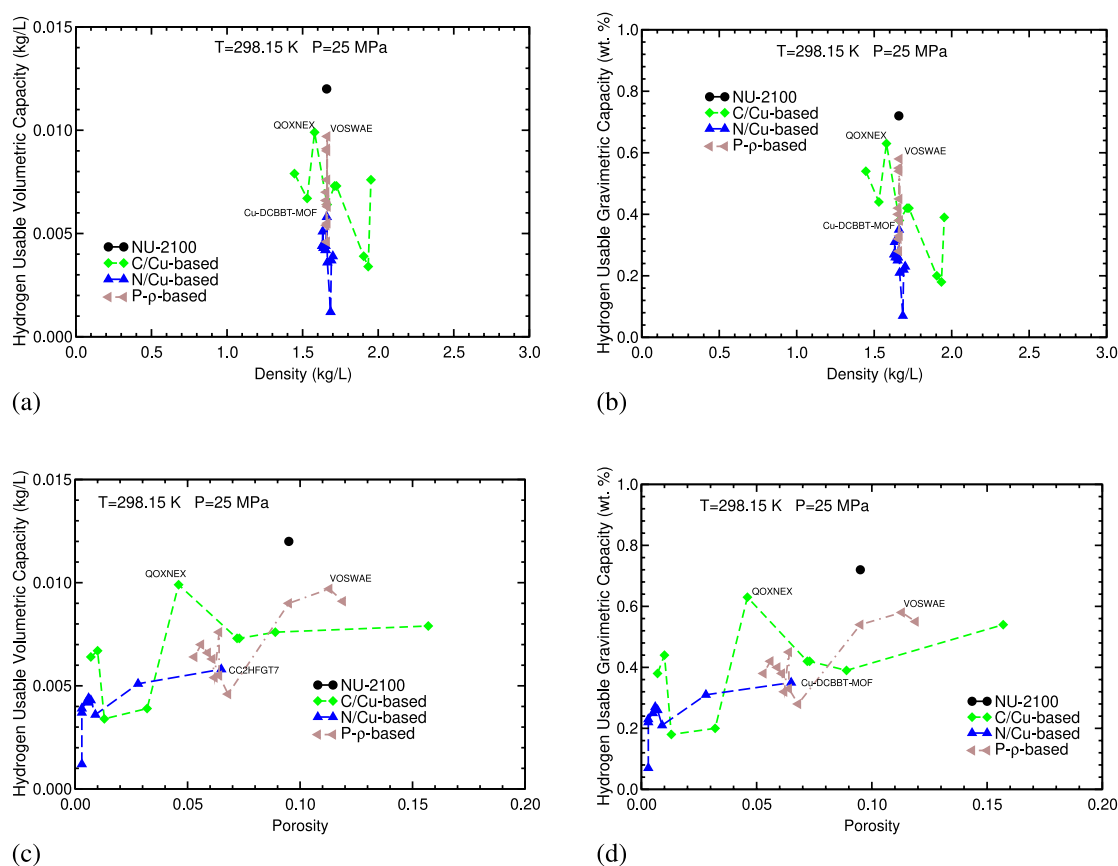 0.015
T=298.15 K P=25 MPa
QOXNEX
VOSWAE
0.010
Cu-DCBBT-MOF
0.005
NU-2100
C/Cu-based
N/Cu-based
P-ρ-based
0.000
0.0 0.5 1.0 1.5 2.0 2.5 3.0
Density (kg/L)
Hydrogen Usable Volumetric Capacity (kg/L)
(a)
1.0
T=298.15 K P=25 MPa
0.8
NU-2100
C/Cu-based
N/Cu-based
P-ρ-based
QOXNEX
VOSWAE
0.6
Cu-DCBBT-MOF
0.4
0.2
0.0
0.0 0.5 1.0 1.5 2.0 2.5 3.0
Density (kg/L)
Hydrogen Usable Gravimetric Capacity (wt. %)
(b)
0.015
T=298.15 K P=25 MPa
QOXNEX
VOSWAE
0.010
CC2HFGT7
0.005
NU-2100
C/Cu-based
N/Cu-based
P-ρ-based
0.000
0.00 0.05 0.10 0.15 0.20
Porosity
Hydrogen Usable Volumetric Capacity (kg/L)
(c)
1.0
T=298.15 K P=25 MPa
0.8
QOXNEX
VOSWAE
0.6
0.4
Cu-DCBBT-MOF
NU-2100
C/Cu-based
N/Cu-based
P-ρ-based
0.2
0.0
0.00 0.05 0.10 0.15 0.20
Porosity
Hydrogen Usable Gravimetric Capacity (wt. %)
(d)